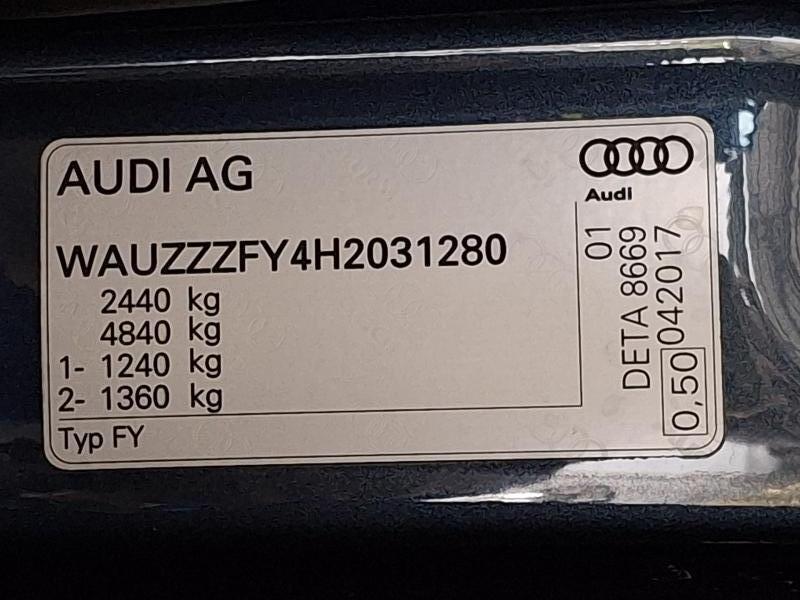 AUDI AG
Audi
WAUZZZFY4H2031280
2440 kg
4840 kg
1- 1240 kg
2- 1360 kg
Typ FY
01
DETA 8669
0,50 042017